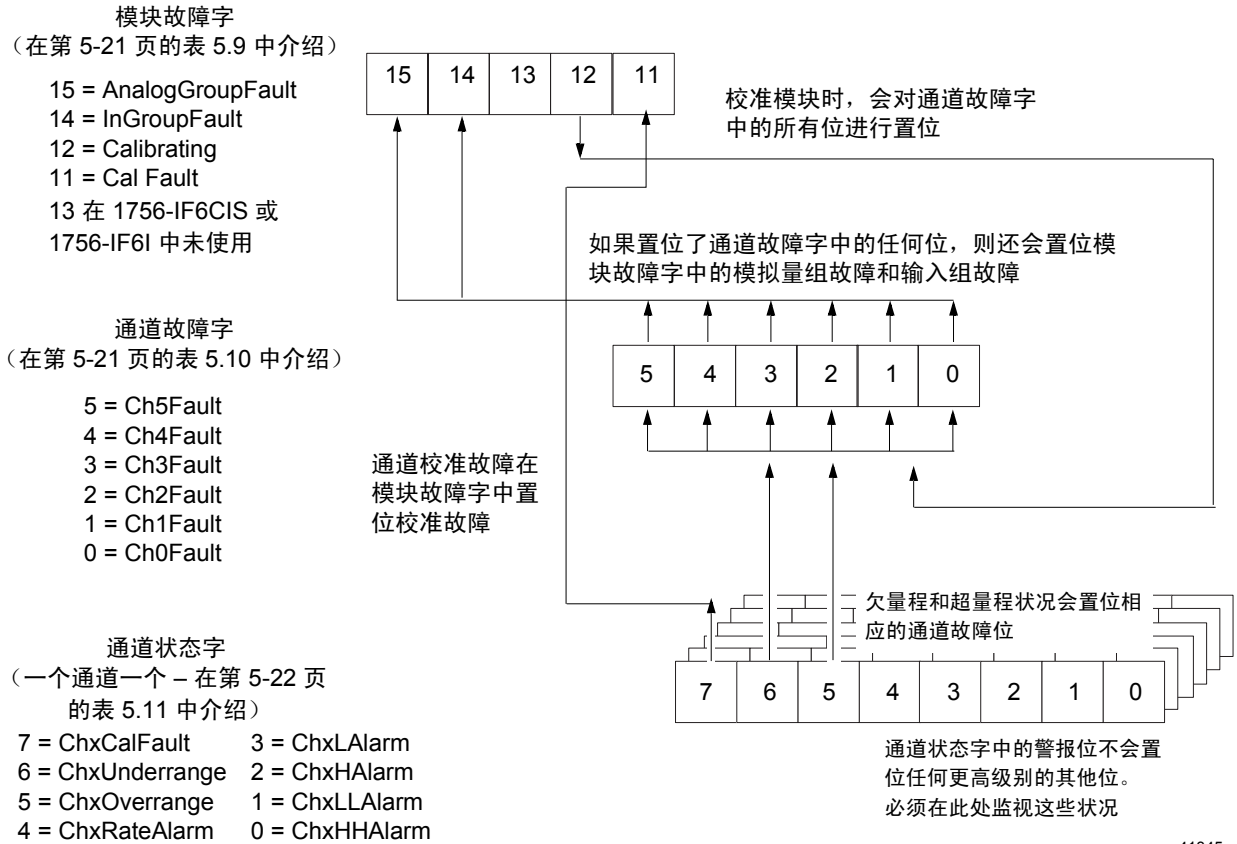 模块故障字
（在第 5-21 页的表 5.9 中介绍）
15 = AnalogGroupFault
14 = InGroupFault
12 = Calibrating
11 = Cal Fault
13 在 1756-IF6CIS 或
1756-IF6I 中未使用
15 14 13 12 11
校准模块时，会对通道故障字
中的所有位进行置位
如果置位了通道故障字中的任何位，则还会置位模
块故障字中的模拟量组故障和输入组故障
通道故障字
（在第 5-21 页的表 5.10 中介绍）
5 = Ch5Fault
4 = Ch4Fault
3 = Ch3Fault
2 = Ch2Fault
1 = Ch1Fault
0 = Ch0Fault
5 4 3 2 1 0
通道校准故障在
模块故障字中置
位校准故障
欠量程和超量程状况会置位相
应的通道故障位
7 6 5 4 3 2 1 0
通道状态字
（一个通道一个 – 在第 5-22 页
的表 5.11 中介绍）
7 = ChxCalFault 3 = ChxLAlarm
6 = ChxUnderrange 2 = ChxHAlarm
5 = ChxOverrange 1 = ChxLLAlarm
4 = ChxRateAlarm 0 = ChxHHAlarm
通道状态字中的警报位不会置
位任何更高级别的其他位。
必须在此处监视这些状况